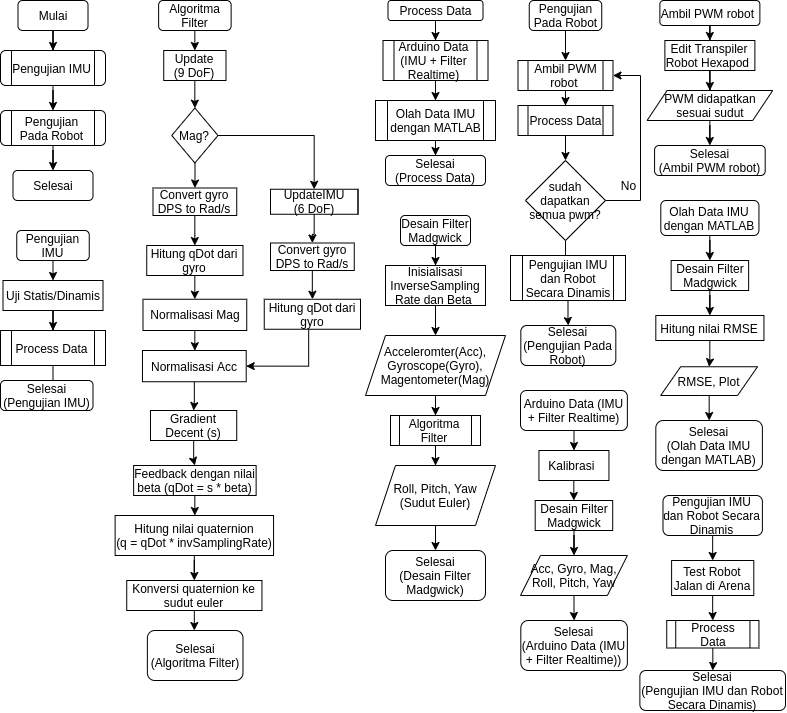 Mulai
Pengujian IMU
Pengujian
Pada Robot
Selesai
Pengujian
IMU
Uji Statis/Dinamis
Process Data
Selesai
(Pengujian IMU)
Algoritma
Filter
Update
(9 DoF)
Mag?
Convert gyro
DPS to Rad/s
Hitung qDot dari
gyro
Normalisasi Mag
UpdateIMU
(6 DoF)
Convert gyro
DPS to Rad/s
Hitung qDot dari
gyro
Normalisasi Acc
Gradient
Decent (s)
Feedback dengan nilai
beta (qDot = s * beta)
Hitung nilai quaternion
(q = qDot * invSamplingRate)
Konversi quaternion ke
sudut euler
Selesai
(Algoritma Filter)
Process Data
Arduino Data
(IMU + Filter
Realtime)
Olah Data IMU
dengan MATLAB
Selesai
(Process Data)
Desain Filter
Madgwick
Inisialisasi
InverseSampling
Rate dan Beta
Acceleromter(Acc),
Gyroscope(Gyro),
Magentometer(Mag)
Algoritma
Filter
Roll, Pitch, Yaw
(Sudut Euler)
Selesai
(Desain Filter
Madgwick)
Pengujian
Pada Robot
Ambil PWM
robot
Process Data
sudah
dapatkan
semua pwm?
No
Pengujian IMU
dan Robot
Secara Dinamis
Selesai
(Pengujian Pada
Robot)
Arduino Data (IMU
+ Filter Realtime)
Kalibrasi
Desain Filter
Madgwick
Acc, Gyro, Mag,
Roll, Pitch, Yaw
Selesai
(Arduino Data (IMU
+ Filter Realtime))
Ambil PWM robot
Edit Transpiler
Robot Hexapod
PWM didapatkan
sesuai sudut
Selesai
(Ambil PWM robot)
Olah Data IMU
dengan MATLAB
Desain Filter
Madgwick
Hitung nilai RMSE
RMSE, Plot
Selesai
(Olah Data IMU
dengan MATLAB)
Pengujian IMU
dan Robot Secara
Dinamis
Test Robot
Jalan di Arena
Process
Data
Selesai
(Pengujian IMU dan Robot
Secara Dinamis)